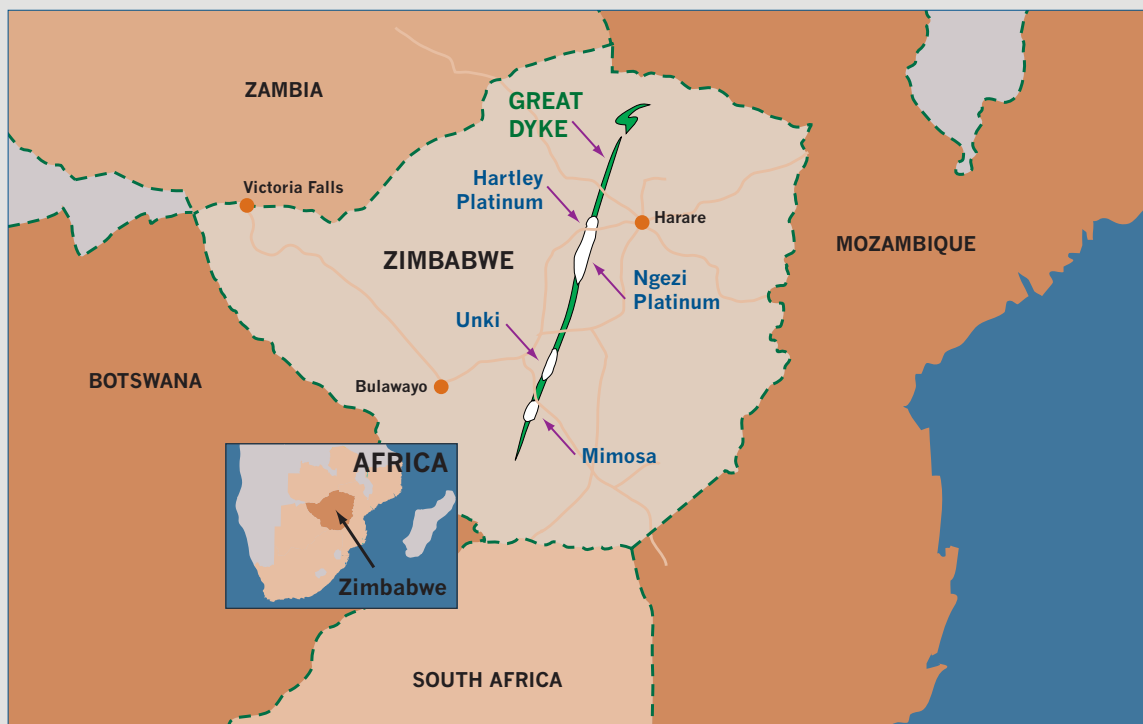 ZAMBIA
GREAT
DYKE
Victoria Falls
Hartley
Platinum
Harare
ZIMBABWE
MOZAMBIQUE
Ngezi
Platinum
Unki
BOTSWANA
Bulawayo
Mimosa
AFRICA
Zimbabwe
SOUTH AFRICA